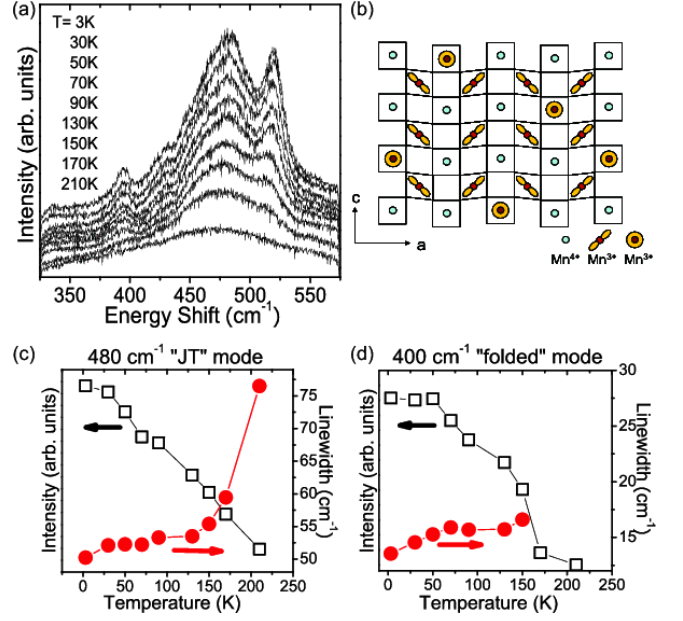 (a)
T= 3K
30K
50K
70K
90K
130K
150K
170K
210K
Intensity (arb. units)
350 400 450 500 550
Energy Shift (cm-1)
(b)
c
a
Mn4+ Mn3+ Mn3+
(c) 480 cm-1 "JT" mode
Intensity (arb. units)
75
70
65
60
55
50
Linewidth (cm-1)
0 50 100 150 200 250
Temperature (K)
(d) 400 cm-1 "folded" mode
Intensity (arb. units)
30
25
20
15
Linewidth (cm-1)
0 50 100 150 200 250
Temperature (K)